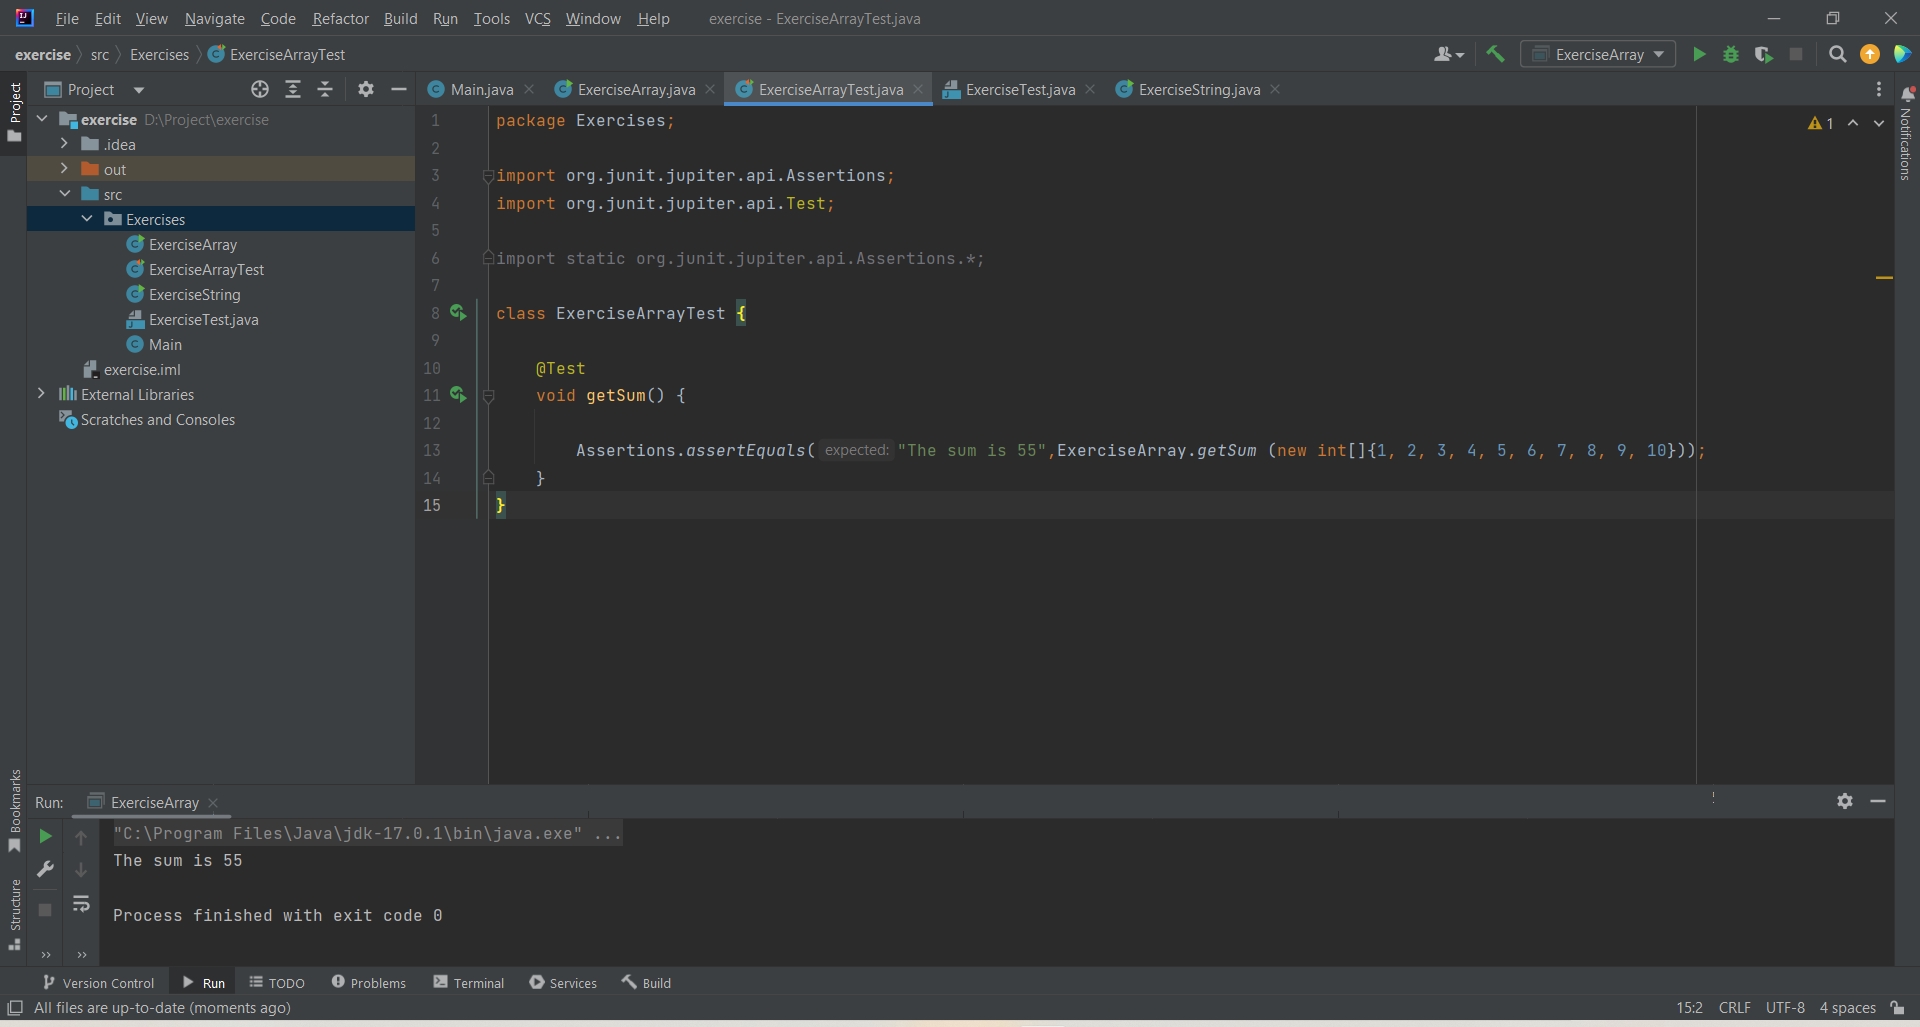 File Edit View Navigate Code Refactor Build Run Tools VCS Window Help exercise - ExerciseArrayTest.java
exercise src Exercises ExerciseArrayTest ExerciseArray
Project
Project
exercise D:\Project\exercise
.idea
out
src
Exercises
ExerciseArray
ExerciseArrayTest
ExerciseString
ExerciseTest.java
Main
exercise.iml
External Libraries
Scratches and Consoles
Main.java ExerciseArray.java ExerciseArrayTest.java ExerciseTest.java ExerciseString.java
1 package Exercises;
2
3 import org.junit.jupiter.api.Assertions;
4 import org.junit.jupiter.api.Test;
5
6 import static org.junit.jupiter.api.Assertions.*;
7
8 class ExerciseArrayTest {
9
10 @Test
11 void getSum() {
12
13 Assertions.assertEquals( expected: "The sum is 55",ExerciseArray.getSum (new int[]{1, 2, 3, 4, 5, 6, 7, 8, 9, 10}));
14 }
15 }
1
Notifications
Bookmarks
Structure
Run: ExerciseArray
"C:\Program Files\Java\jdk-17.0.1\bin\java.exe" ...
The sum is 55
Process finished with exit code 0
Version Control Run TODO Problems Terminal Services Build
All files are up-to-date (moments ago) 15:2 CRLF UTF-8 4 spaces